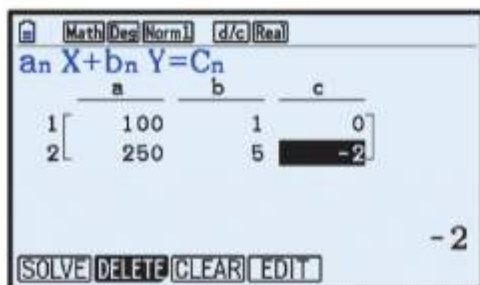 Math Deg Norm1 d/c Real
an X+bn Y=Cn
a b c
1 100 1 0
2 250 5 -2
-2
SOLVE DELETE CLEAR EDIT